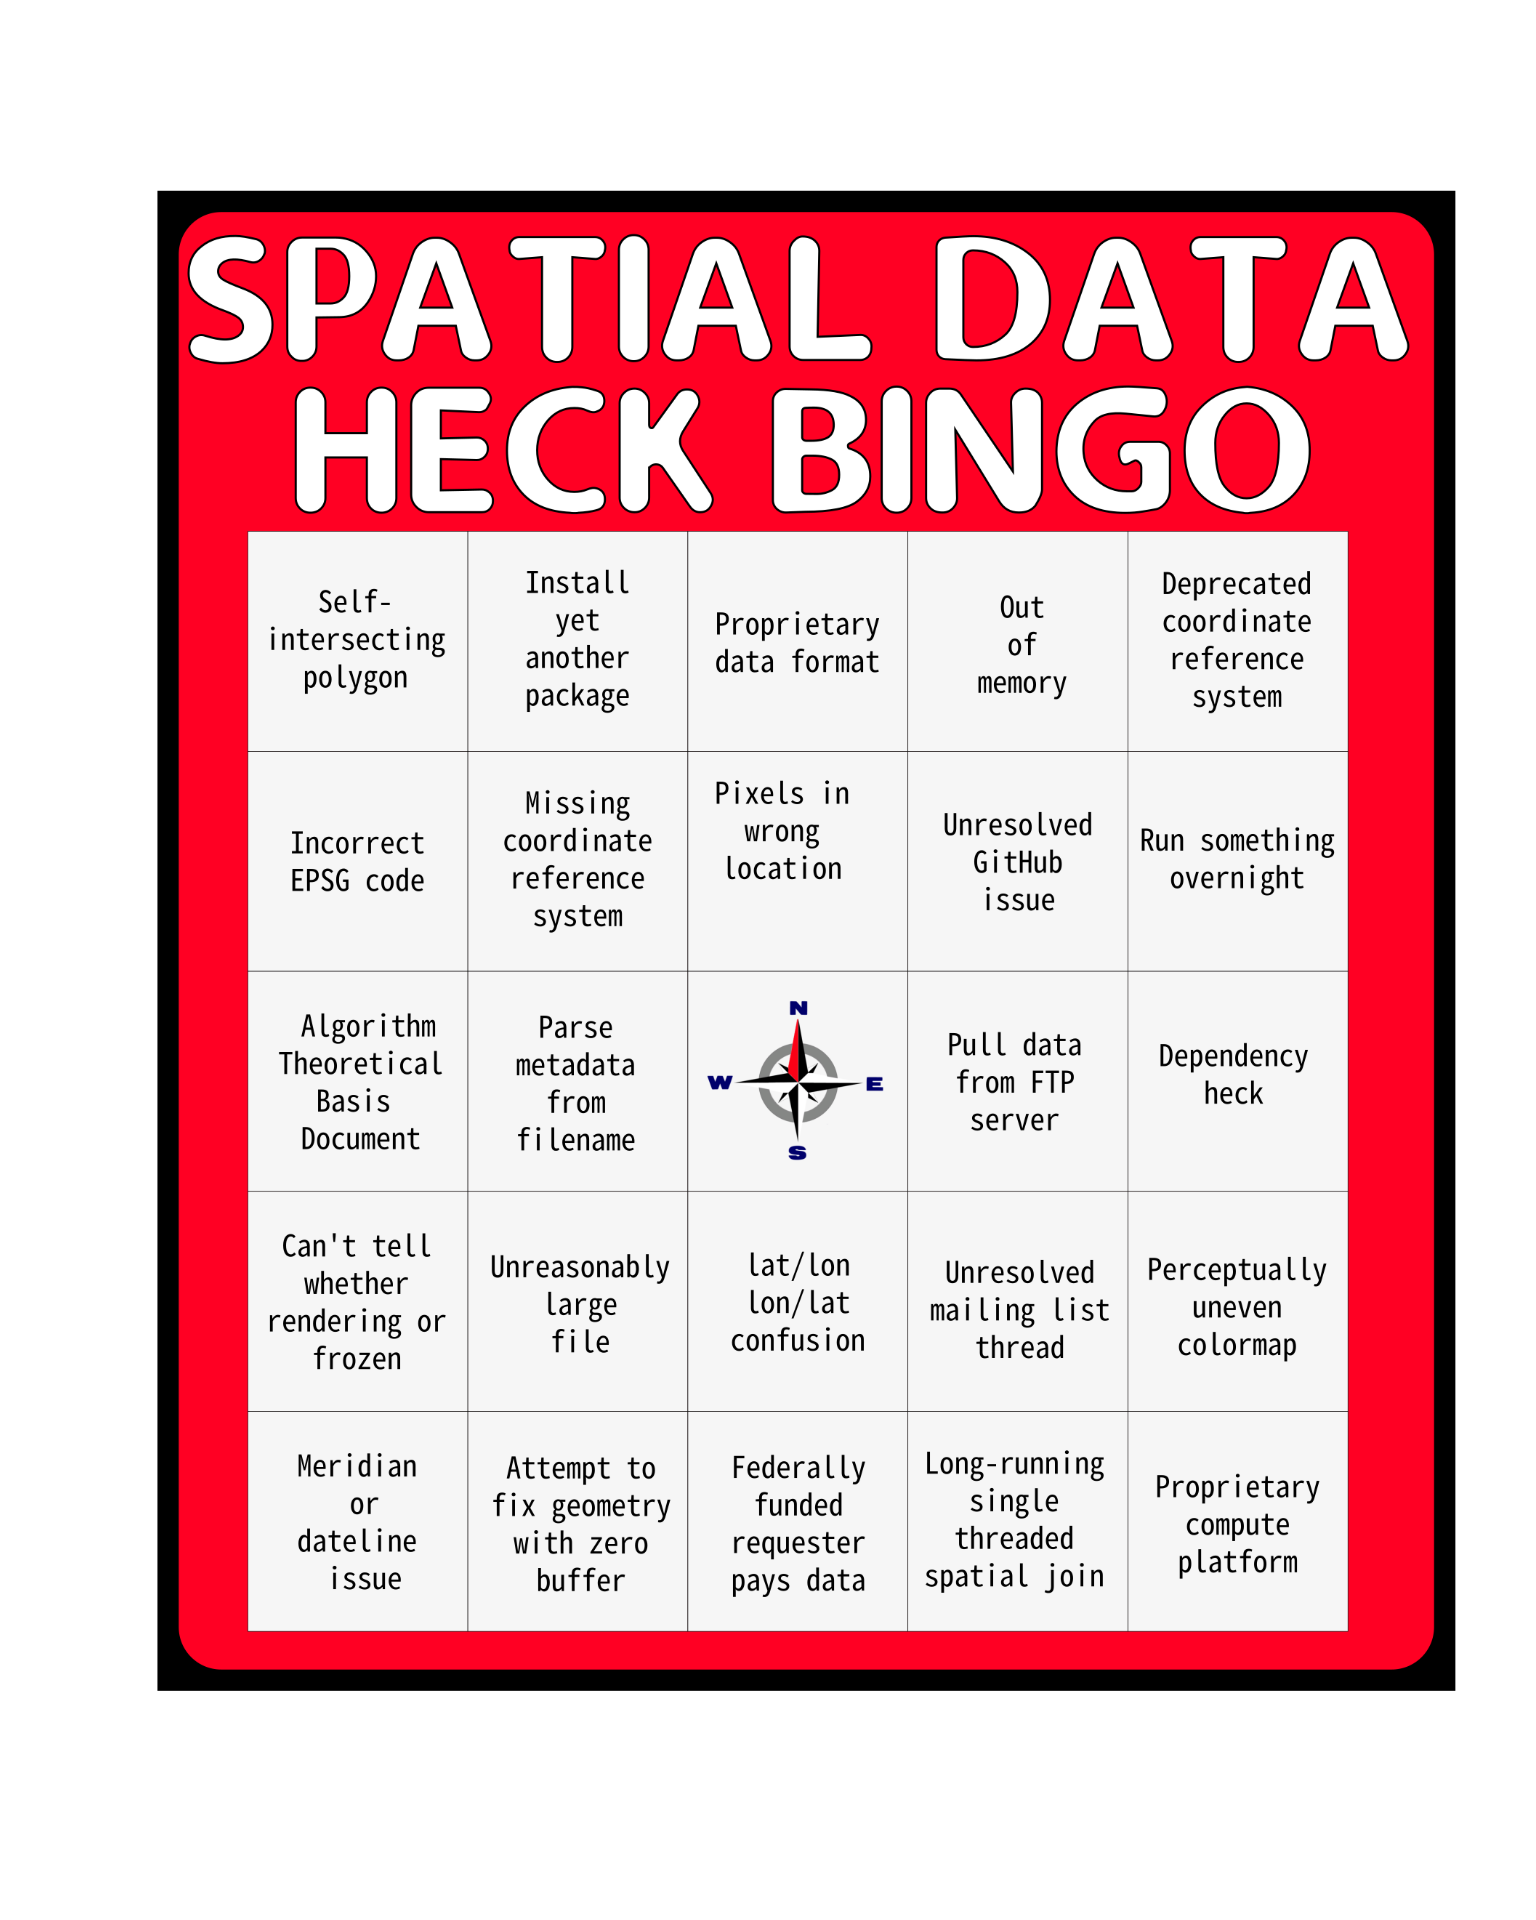 SPATIAL DATA
HECK BINGO
Self-
intersecting
polygon
Install
yet
another
package
Proprietary
data format
Out
of
memory
Deprecated
coordinate
reference
system
Incorrect
EPSG code
Missing
coordinate
reference
system
Pixels in
wrong
location
Unresolved
GitHub
issue
Run something
overnight
Algorithm
Theoretical
Basis
Document
Parse
metadata
from
filename
N
W
E
S
Pull data
from FTP
server
Dependency
heck
Can't tell
whether
rendering or
frozen
Unreasonably
large
file
lat/lon
lon/lat
confusion
Unresolved
mailing list
thread
Perceptually
uneven
colormap
Meridian
or
dateline
issue
Attempt to
fix geometry
with zero
buffer
Federally
funded
requester
pays data
Long-running
single
threaded
spatial join
Proprietary
compute
platform